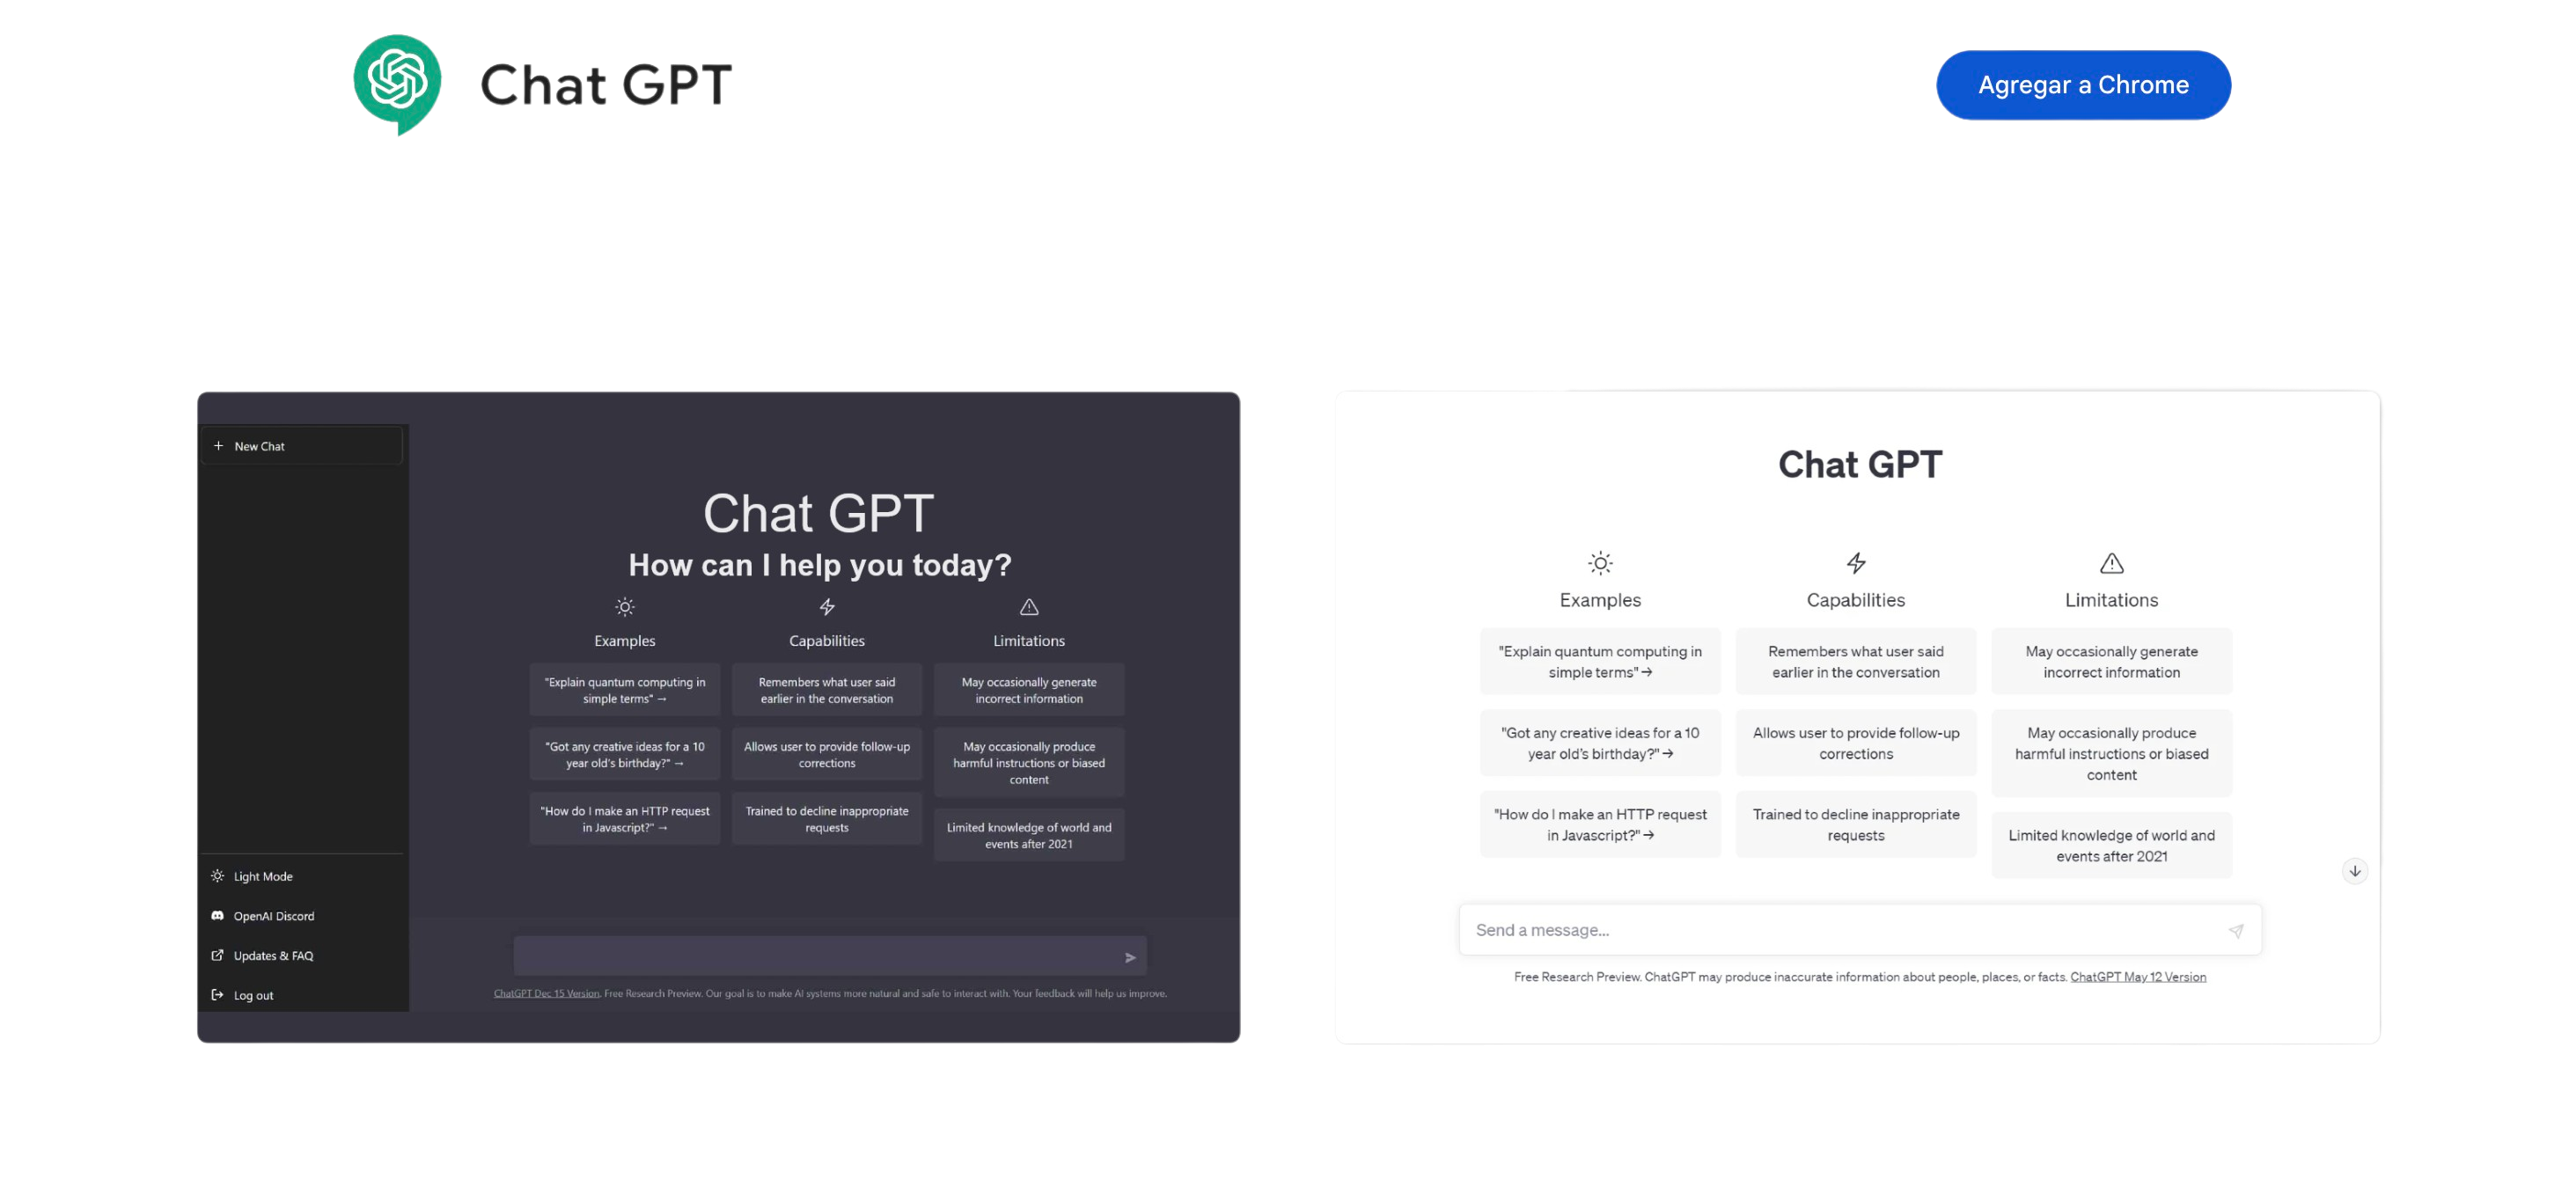 Chat GPT
Agregar a Chrome
New Chat
Light Mode
OpenAI Discord
Updates & FAQ
Log out
Chat GPT
How can I help you today?
Examples
"Explain quantum computing in
simple terms" →
"Got any creative ideas for a 10
year old's birthday?" →
"How do I make an HTTP request
in Javascript?" →
Capabilities
Remembers what user said
earlier in the conversation
Allows user to provide follow-up
corrections
Trained to decline inappropriate
requests
Limitations
May occasionally generate
incorrect information
May occasionally produce
harmful instructions or biased
content
Limited knowledge of world and
events after 2021
ChatGPT Dec 15 Version. Free Research Preview. Our goal is to make AI systems more natural and safe to interact with. Your feedback will help us improve.
Chat GPT
Examples
"Explain quantum computing in
simple terms" →
"Got any creative ideas for a 10
year old's birthday?" →
"How do I make an HTTP request
in Javascript?" →
Capabilities
Remembers what user said
earlier in the conversation
Allows user to provide follow-up
corrections
Trained to decline inappropriate
requests
Limitations
May occasionally generate
incorrect information
May occasionally produce
harmful instructions or biased
content
Limited knowledge of world and
events after 2021
Send a message...
Free Research Preview. ChatGPT may produce inaccurate information about people, places, or facts. ChatGPT May 12 Version